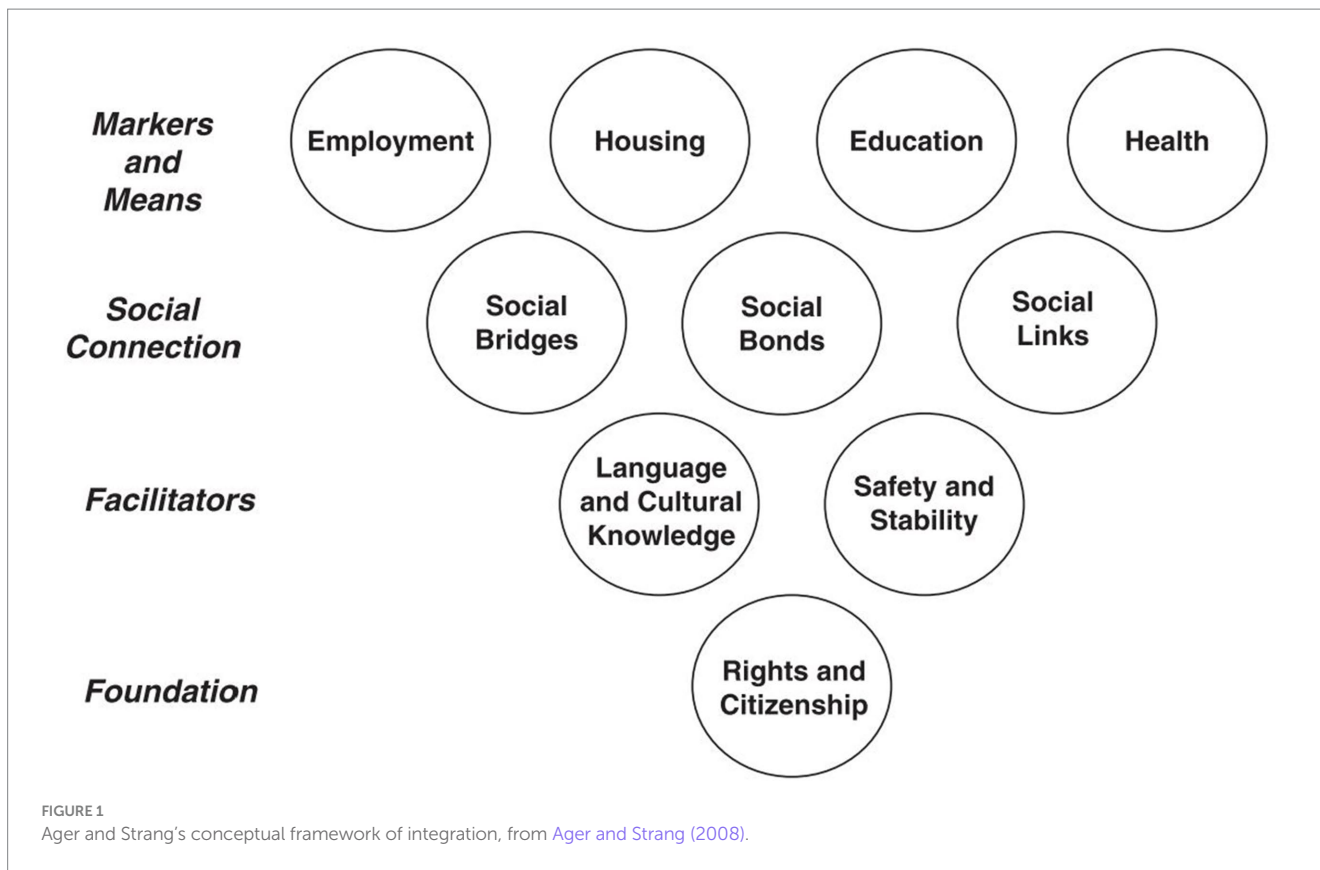 Markers
and
Means
Employment
Housing
Education
Health
Social
Connection
Social
Bridges
Social
Bonds
Social
Links
Facilitators
Language
and Cultural
Knowledge
Safety and
Stability
Foundation
Rights and
Citizenship
FIGURE 1
Ager and Strang’s conceptual framework of integration, from Ager and Strang (2008).